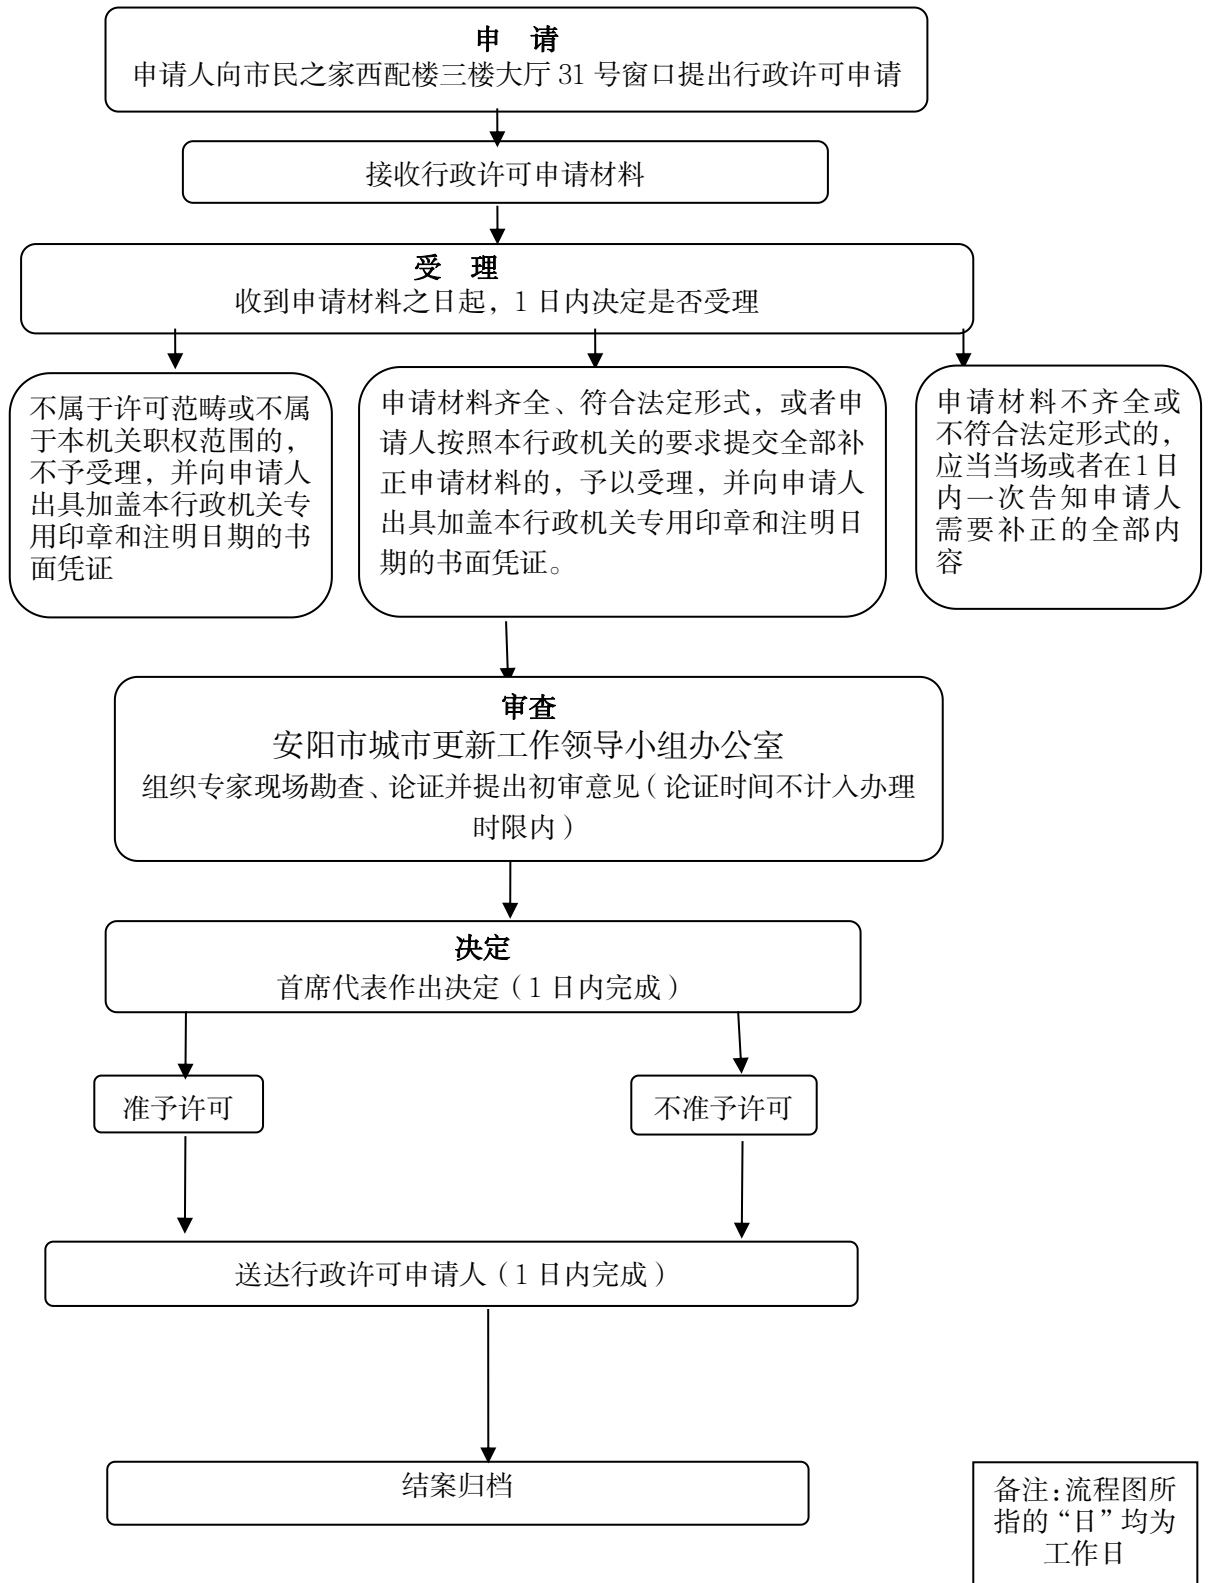 申 请
申请人向市民之家西配楼三楼大厅 31 号窗口提出行政许可申请
接收行政许可申请材料
受 理
收到申请材料之日起，1 日内决定是否受理
不属于许可范畴或不属
于本机关职权范围的，
不予受理，并向申请人
出具加盖本行政机关专
用印章和注明日期的书
面凭证
申请材料齐全、符合法定形式，或者申
请人按照本行政机关的要求提交全部补
正申请材料的，予以受理，并向申请人
出具加盖本行政机关专用印章和注明日
期的书面凭证。
申请材料不齐全或
不符合法定形式的，
应当当场或者在1日
内一次告知申请人
需要补正的全部内
容
审查
安阳市城市更新工作领导小组办公室
组织专家现场勘查、论证并提出初审意见（论证时间不计入办理
时限内）
决定
首席代表作出决定（1 日内完成）
准予许可
不准予许可
送达行政许可申请人（1 日内完成）
结案归档
备注：流程图所
指的“日”均为
工作日